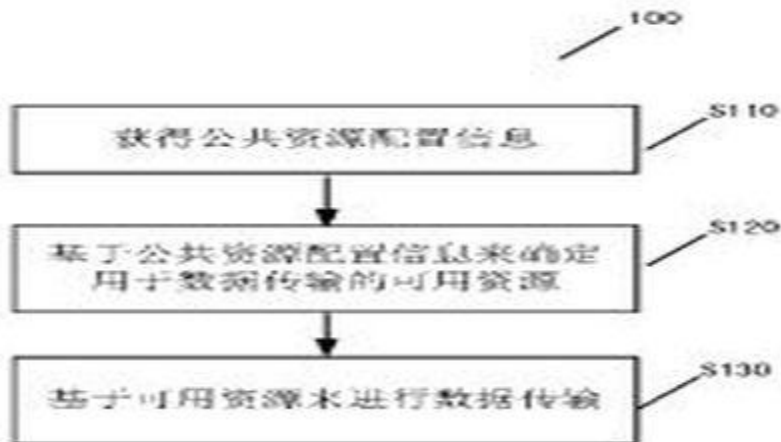 100
S110
获得公共资源配置信息
S120
基于公共资源配置信息来确定
用于数据传输的可用资源
S130
基于可用资源来进行数据传输